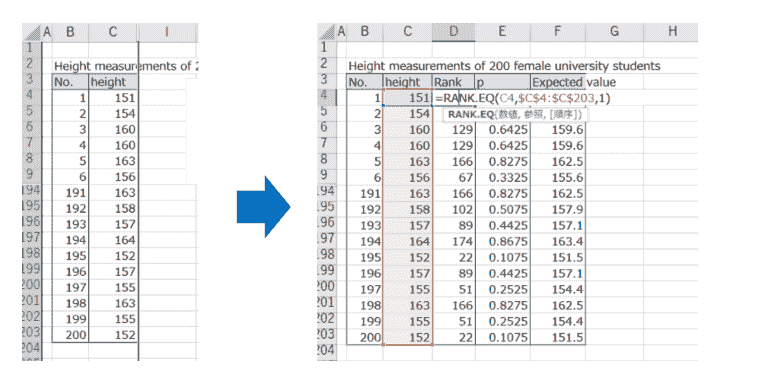 A B C I
1
2 Height measurements of 2
3 No. height
4 1 151
5 2 154
6 3 160
7 4 160
8 5 163
9 6 156
194 191 163
195 192 158
196 193 157
197 194 164
198 195 152
199 196 157
200 197 155
201 198 163
202 199 155
203 200 152
204
A B C D E F G H
1
2 Height measurements of 200 female university students
3 No. height Rank p Expected value
4 1 151 =RANK.EQ(C4,$C$4:$C$203,1)
5 2 154 RANK.EQ(数値, 参照, [順序])
6 3 160 129 0.6425 159.6
7 4 160 129 0.6425 159.6
8 5 163 166 0.8275 162.5
9 6 156 67 0.3325 155.6
194 191 163 166 0.8275 162.5
195 192 158 102 0.5075 157.9
196 193 157 89 0.4425 157.1
197 194 164 174 0.8675 163.4
198 195 152 22 0.1075 151.5
199 196 157 89 0.4425 157.1
200 197 155 51 0.2525 154.4
201 198 163 166 0.8275 162.5
202 199 155 51 0.2525 154.4
203 200 152 22 0.1075 151.5
204